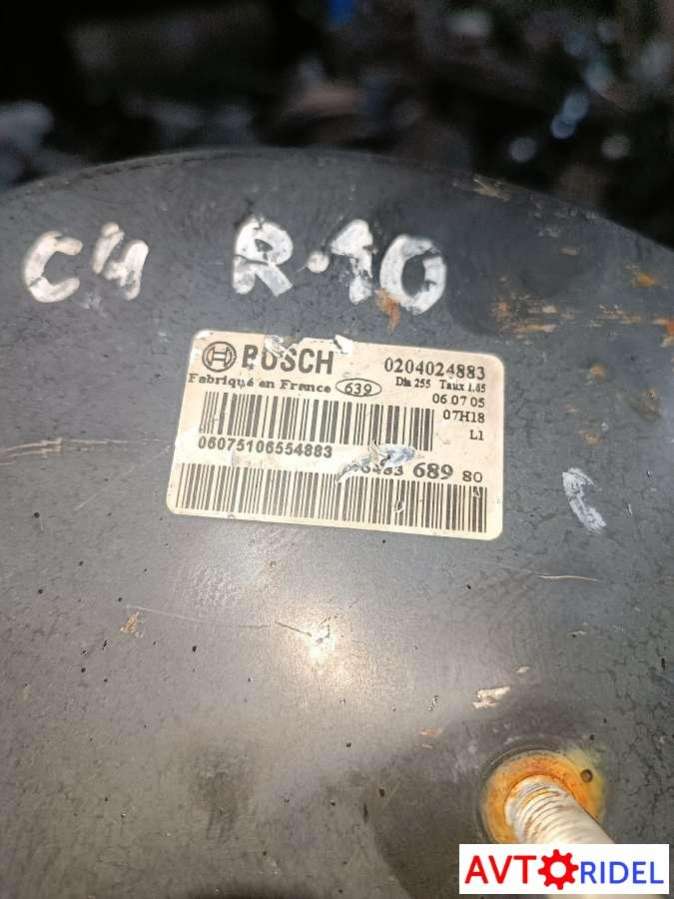 C4 R.10
BOSCH 0204024883
Fabriqué en France 639 Dia 255 Taux 1.85
06 07 05
07H18
L1
06075106554883
689 80
AVTORIDEL